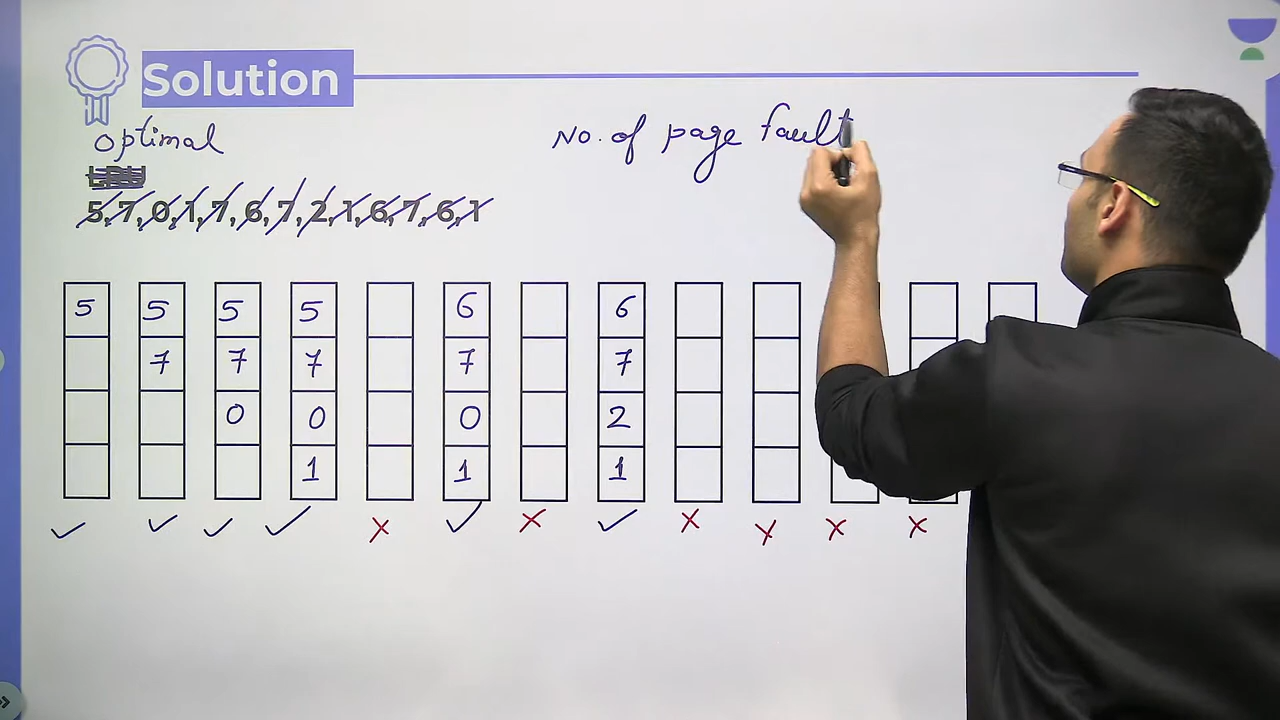 Solution
optimal
No. of page fault
5, 7, 0, 1, 7, 6, 7, 2, 1, 6, 7, 6, 1
5 5 5 5 6 6
7 7 7 7 7
0 0 0 2
1 1 1
✓ ✓ ✓ ✓ X ✓ X ✓ X X X X